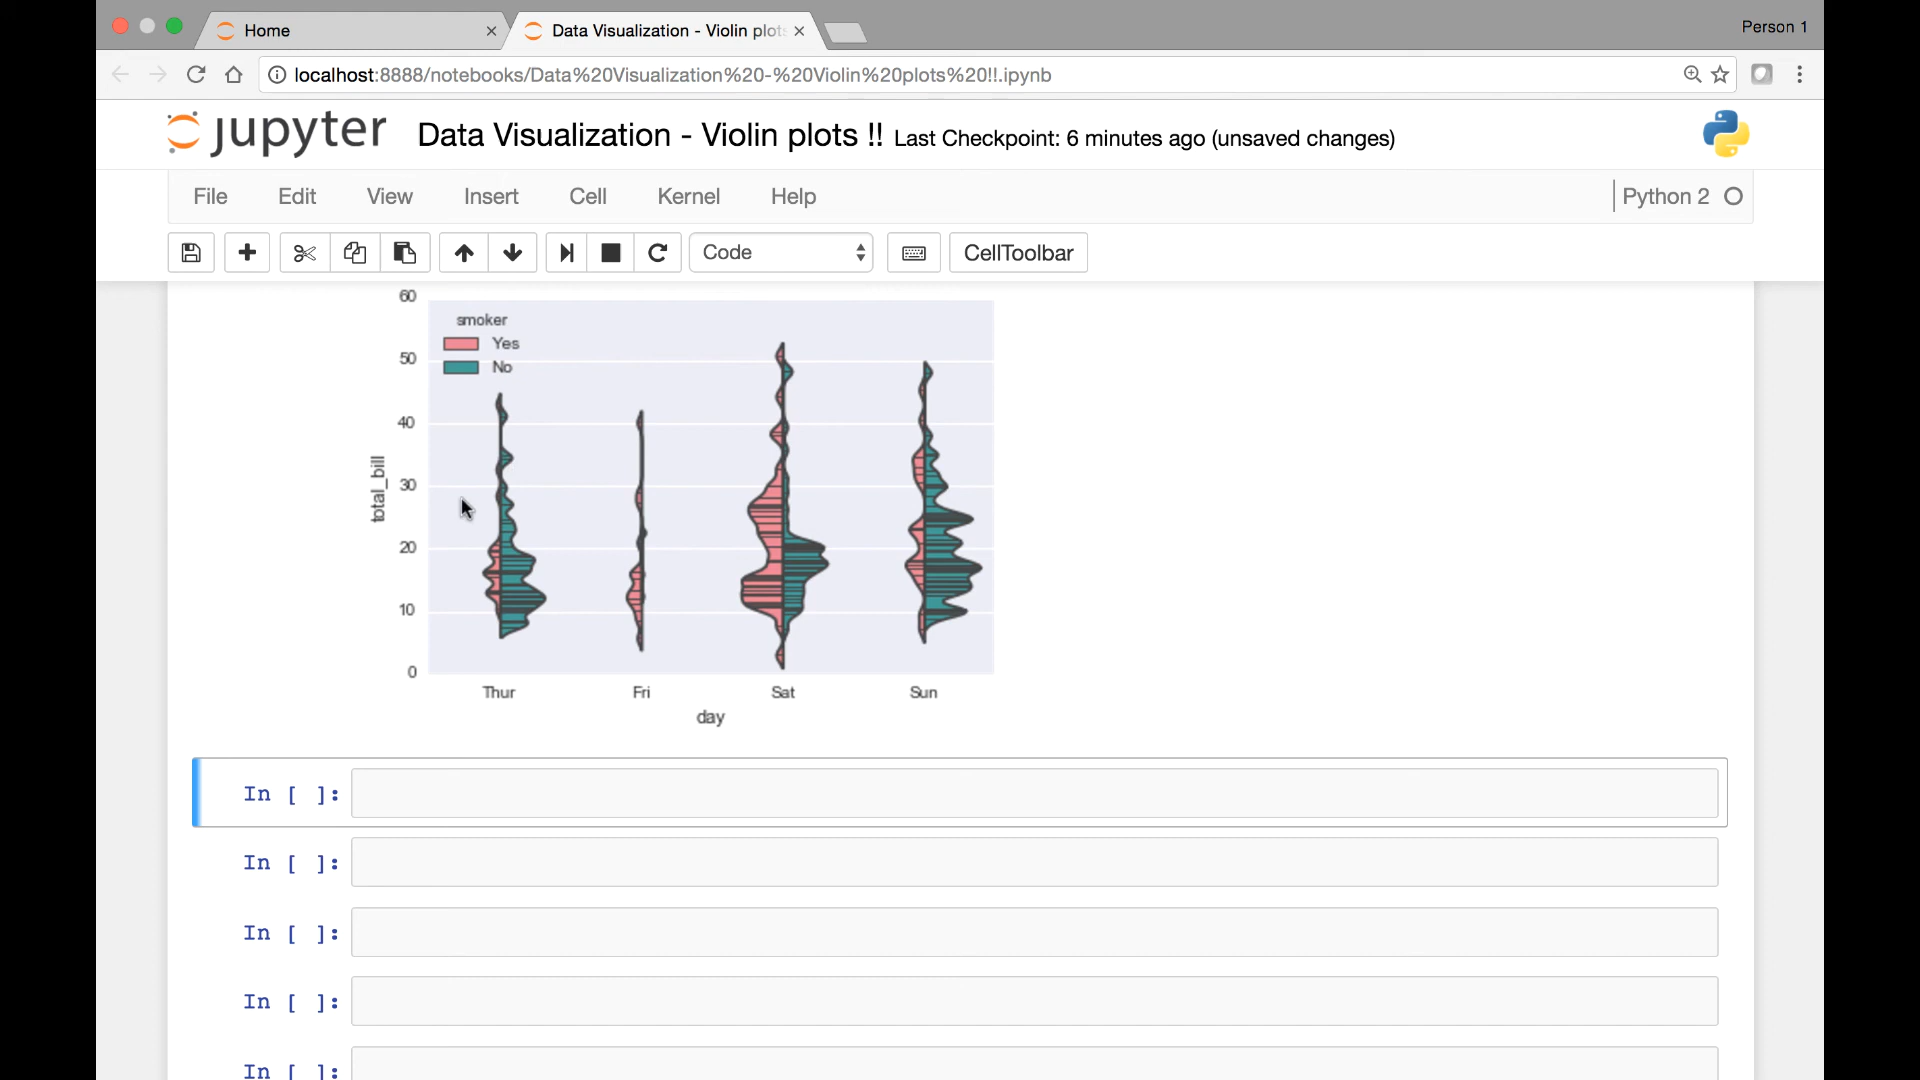 Home
Data Visualization - Violin plots
Person 1
localhost:8888/notebooks/Data%20Visualization%20-%20Violin%20plots%20!!.ipynb
jupyter
Data Visualization - Violin plots !! Last Checkpoint: 6 minutes ago (unsaved changes)
File Edit View Insert Cell Kernel Help
Python 2
Code
CellToolbar
60
50
40
30
20
10
0
total_bill
smoker
Yes
No
Thur Fri Sat Sun
day
In [ ]:
In [ ]:
In [ ]:
In [ ]:
In [ ]: